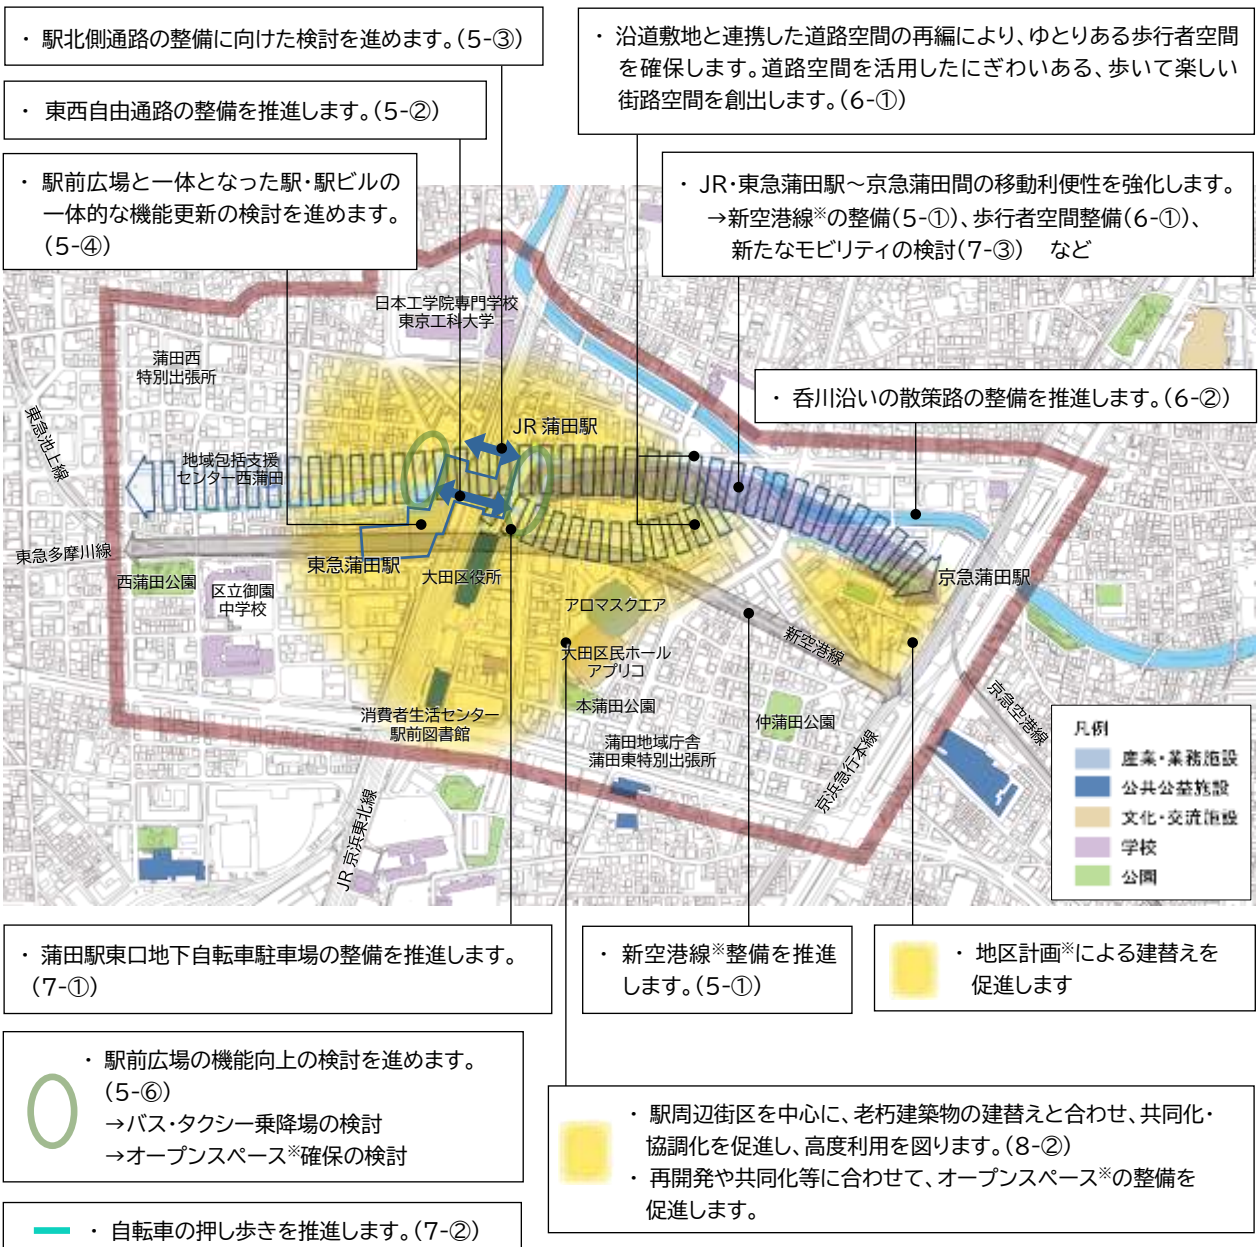 ・ 駅北側通路の整備に向けた検討を進めます。(5-③)
・ 東西自由通路の整備を推進します。(5-②)
・ 駅前広場と一体となった駅・駅ビルの
一体的な機能更新の検討を進めます。
(5-④)
・ 沿道敷地と連携した道路空間の再編により、ゆとりある歩行者空間
を確保します。道路空間を活用したにぎわいある、歩いて楽しい
街路空間を創出します。(6-①)
・ JR・東急蒲田駅～京急蒲田間の移動利便性を強化します。
→新空港線※の整備(5-①)、歩行者空間整備(6-①)、
新たなモビリティの検討(7-③) など
・ 呑川沿いの散策路の整備を推進します。(6-②)
日本工学院専門学校
東京工科大学
蒲田西
特別出張所
東急池上線
JR 蒲田駅
地域包括支援
センター西蒲田
東急多摩川線
東急蒲田駅
大田区役所
西蒲田公園
区立御園
中学校
アロマスクエア
大田区民ホール
アプリコ
本蒲田公園
消費者生活センター
駅前図書館
蒲田地域庁舎
蒲田東特別出張所
仲蒲田公園
新空港線
京急蒲田駅
京急空港線
京浜急行本線
JR 京浜東北線
凡例
産業・業務施設
公共公益施設
文化・交流施設
学校
公園
・ 蒲田駅東口地下自転車駐車場の整備を推進します。
(7-①)
・ 新空港線※整備を推進
します。(5-①)
・ 地区計画※による建替えを
促進します
・ 駅前広場の機能向上の検討を進めます。
(5-⑥)
→バス・タクシー乗降場の検討
→オープンスペース※確保の検討
・ 駅周辺街区を中心に、老朽建築物の建替えと合わせ、共同化・
協調化を促進し、高度利用を図ります。(8-②)
・ 再開発や共同化等に合わせて、オープンスペース※の整備を
促進します。
・ 自転車の押し歩きを推進します。(7-②)